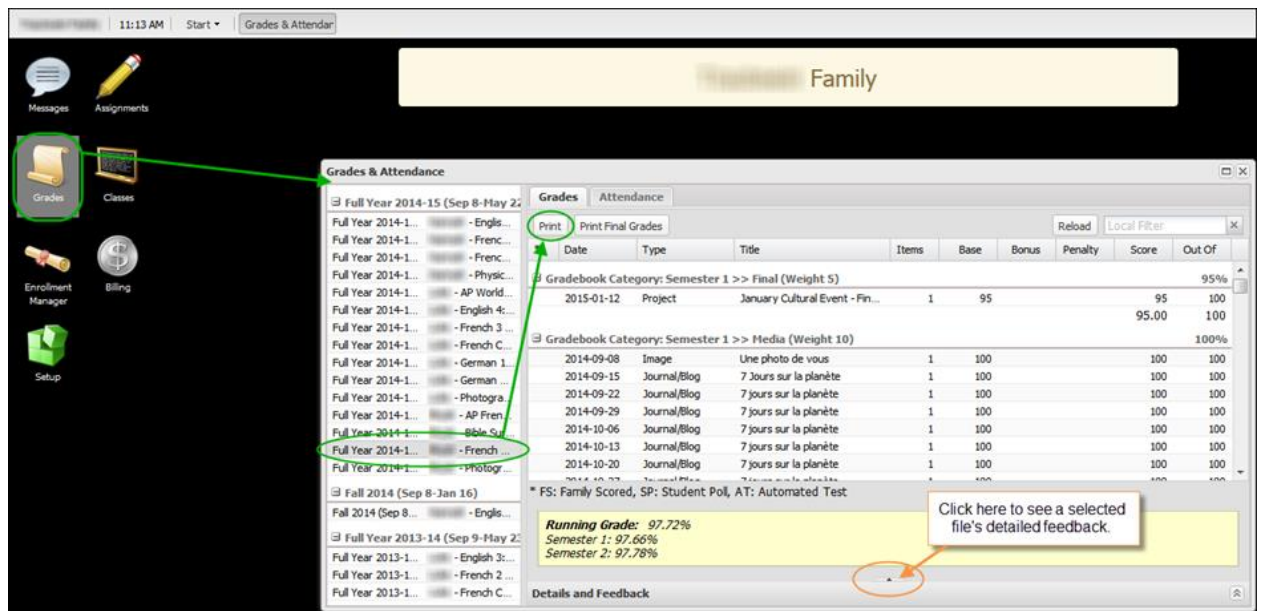 11:13 AM Start Grades & Attendar
Family
Messages Assignments
Grades Classes
Enrollment Manager Billing
Setup
Grades & Attendance
Full Year 2014-15 (Sep 8-May 22
Full Year 2014-1... - Englis...
Full Year 2014-1... - Frenc...
Full Year 2014-1... - Frenc...
Full Year 2014-1... - Physic...
Full Year 2014-1... - AP World...
Full Year 2014-1... - English 4:...
Full Year 2014-1... - French 3 ...
Full Year 2014-1... - French C...
Full Year 2014-1... - German 1...
Full Year 2014-1... - German ...
Full Year 2014-1... - Photogra...
Full Year 2014-1... - AP Fren...
Full Year 2014-1... - Bible Sur...
Full Year 2014-1... - French ...
Full Year 2014-1... - Photogr...
Fall 2014 (Sep 8-Jan 16)
Fall 2014 (Sep 8... - Englis...
Full Year 2013-14 (Sep 9-May 23
Full Year 2013-1... - English 3:...
Full Year 2013-1... - French 2 ...
Full Year 2013-1... - French C...
Grades Attendance
Print Print Final Grades Reload Local Filter
Date Type Title Items Base Bonus Penalty Score Out Of
Gradebook Category: Semester 1 >> Final (Weight 5) 95%
2015-01-12 Project January Cultural Event - Fin... 1 95 95 100
95.00 100
Gradebook Category: Semester 1 >> Media (Weight 10) 100%
2014-09-08 Image Une photo de vous 1 100 100 100
2014-09-15 Journal/Blog 7 Jours sur la planète 1 100 100 100
2014-09-22 Journal/Blog 7 jours sur la planète 1 100 100 100
2014-09-29 Journal/Blog 7 jours sur la planète 1 100 100 100
2014-10-06 Journal/Blog 7 jours sur la planète 1 100 100 100
2014-10-13 Journal/Blog 7 jours sur la planète 1 100 100 100
2014-10-20 Journal/Blog 7 jours sur la planète 1 100 100 100
* FS: Family Scored, SP: Student Poll, AT: Automated Test
Click here to see a selected
file's detailed feedback.
Running Grade: 97.72%
Semester 1: 97.66%
Semester 2: 97.78%
Details and Feedback